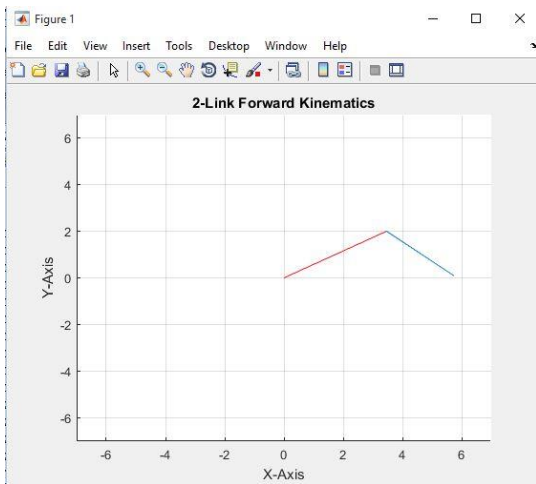 Figure 1
File Edit View Insert Tools Desktop Window Help
2-Link Forward Kinematics
6
4
2
0
-2
-4
-6
Y-Axis
-6 -4 -2 0 2 4 6
X-Axis